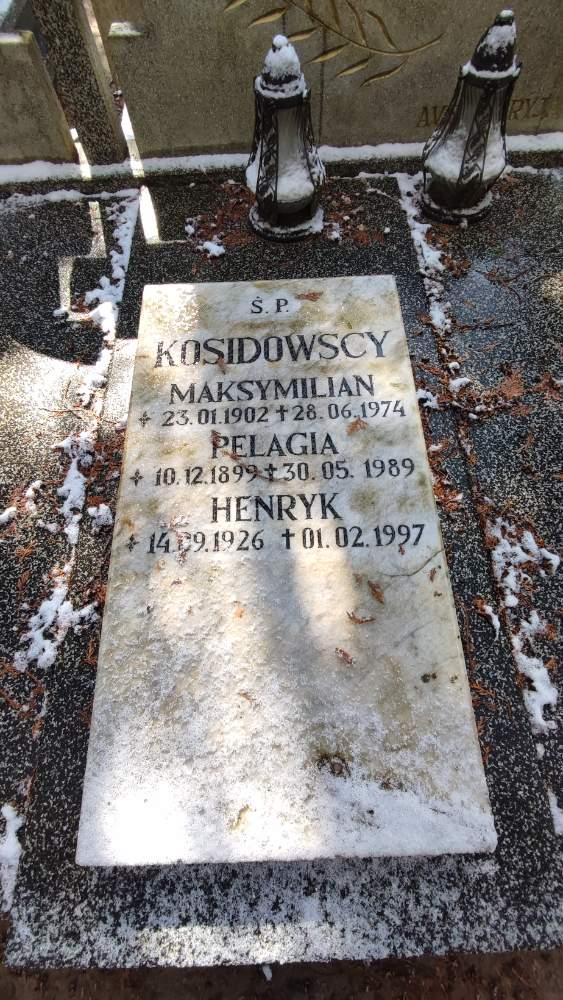 Ś. P.
KOSIDOWSCY
MAKSYMILIAN
23.01.1902 ✝ 28.06.1974
PELAGIA
10.12.1899 ✝ 30.05.1989
HENRYK
14.09.1926 ✝ 01.02.1997